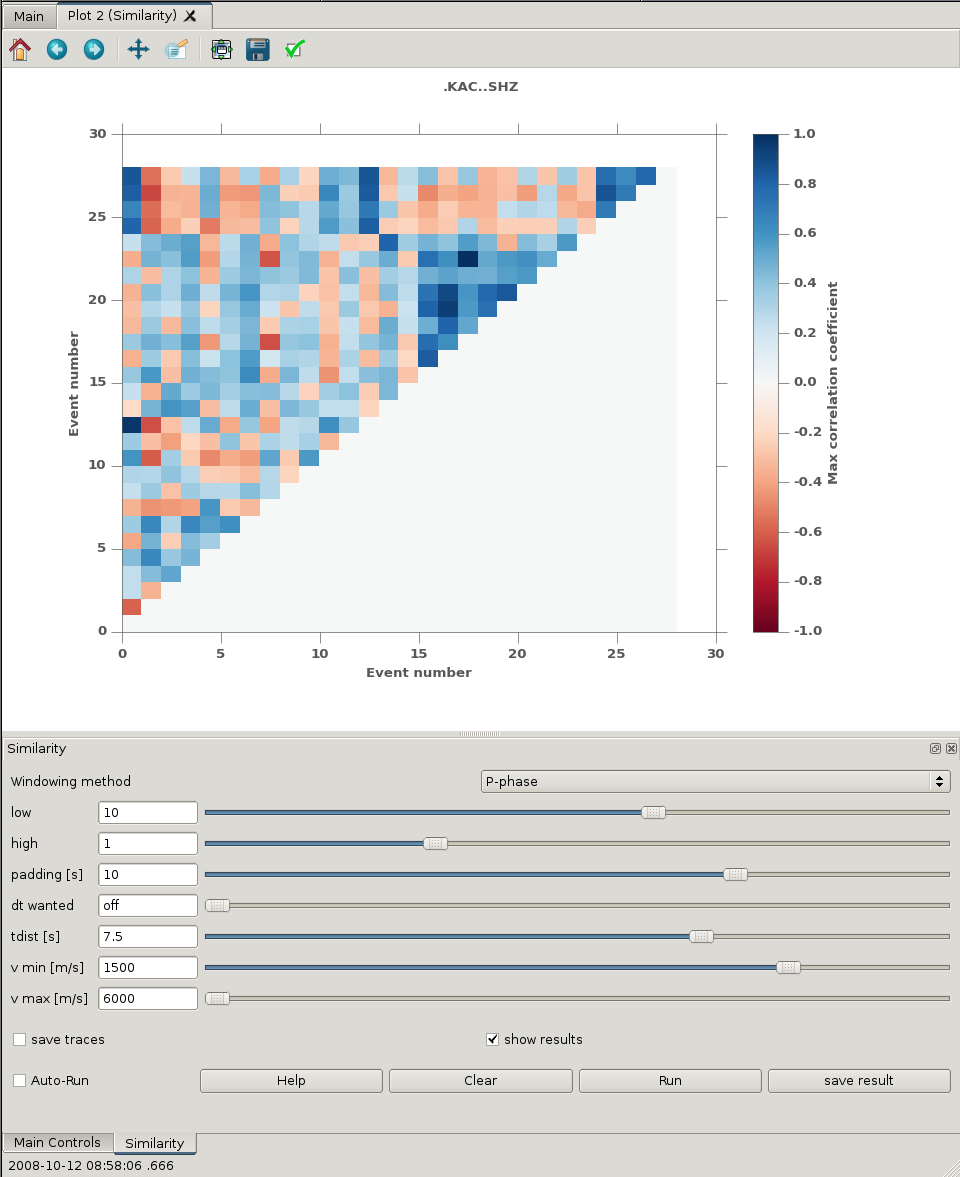 Main
Plot 2 (Similarity)
.KAC..SHZ
30
25
20
15
10
5
0
Event number
0 5 10 15 20 25 30
Event number
1.0
0.8
0.6
0.4
0.2
0.0
-0.2
-0.4
-0.6
-0.8
-1.0
Max correlation coefficient
Similarity
Windowing method P-phase
low 10
high 1
padding [s] 10
dt wanted off
tdist [s] 7.5
v min [m/s] 1500
v max [m/s] 6000
save traces show results
Auto-Run Help Clear Run save result
Main Controls Similarity
2008-10-12 08:58:06 .666